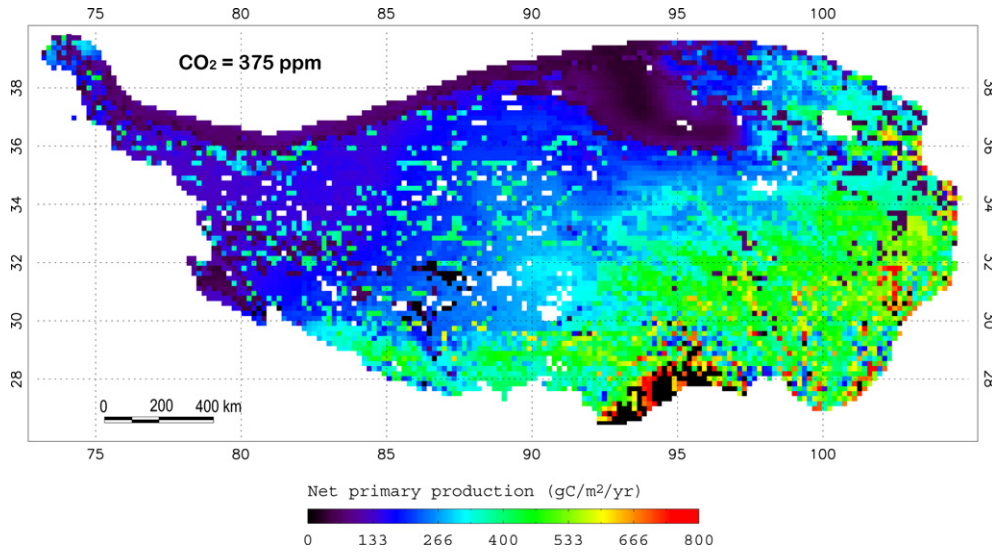 75 80 85 90 95 100
CO2 = 375 ppm
38 38
36 36
34 34
32 32
30 30
28 28
0 200 400 km
75 80 85 90 95 100
Net primary production (gC/m²/yr)
0 133 266 400 533 666 800